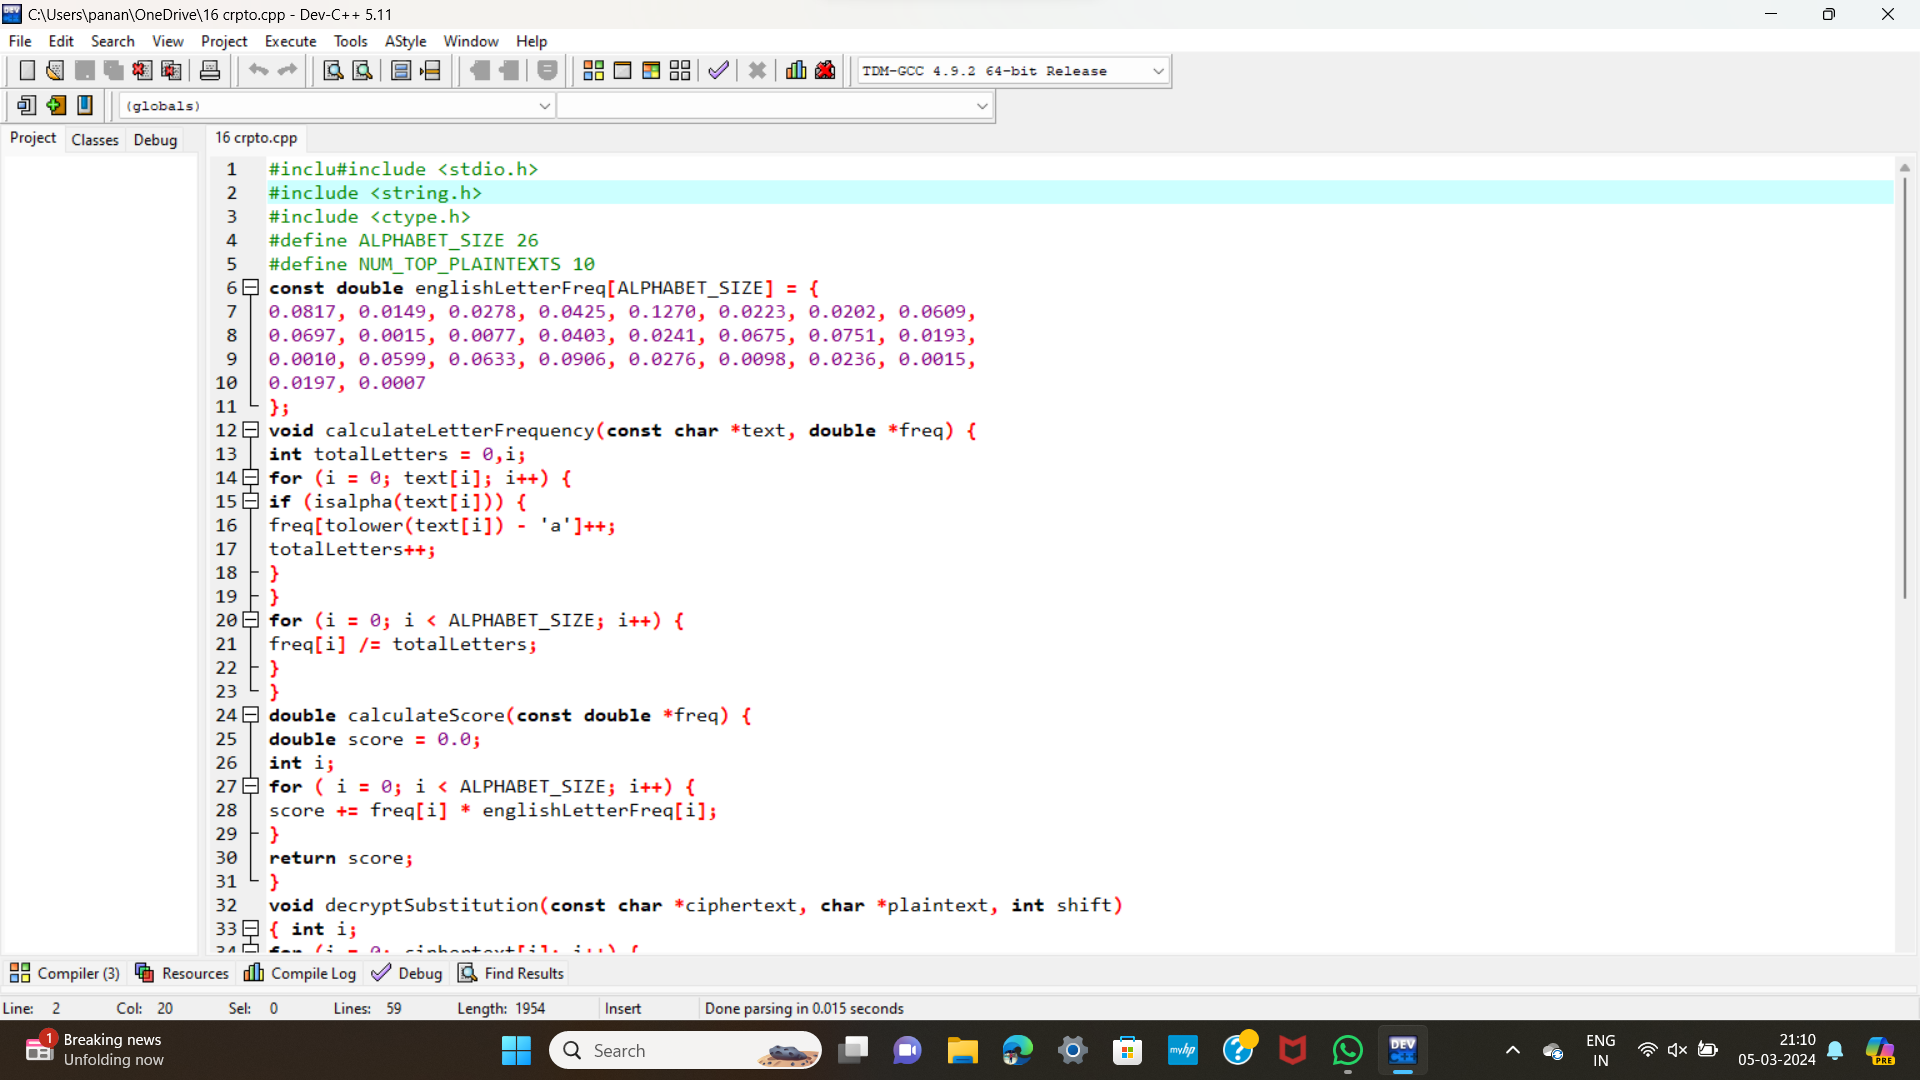 C:\Users\panan\OneDrive\16 crpto.cpp - Dev-C++ 5.11
File Edit Search View Project Execute Tools AStyle Window Help
TDM-GCC 4.9.2 64-bit Release
(globals)
Project Classes Debug 16 crpto.cpp
1 #inclu#include <stdio.h>
2 #include <string.h>
3 #include <ctype.h>
4 #define ALPHABET_SIZE 26
5 #define NUM_TOP_PLAINTEXTS 10
6 const double englishLetterFreq[ALPHABET_SIZE] = {
7 0.0817, 0.0149, 0.0278, 0.0425, 0.1270, 0.0223, 0.0202, 0.0609,
8 0.0697, 0.0015, 0.0077, 0.0403, 0.0241, 0.0675, 0.0751, 0.0193,
9 0.0010, 0.0599, 0.0633, 0.0906, 0.0276, 0.0098, 0.0236, 0.0015,
10 0.0197, 0.0007
11 };
12 void calculateLetterFrequency(const char *text, double *freq) {
13 int totalLetters = 0,i;
14 for (i = 0; text[i]; i++) {
15 if (isalpha(text[i])) {
16 freq[tolower(text[i]) - 'a']++;
17 totalLetters++;
18 }
19 }
20 for (i = 0; i < ALPHABET_SIZE; i++) {
21 freq[i] /= totalLetters;
22 }
23 }
24 double calculateScore(const double *freq) {
25 double score = 0.0;
26 int i;
27 for ( i = 0; i < ALPHABET_SIZE; i++) {
28 score += freq[i] * englishLetterFreq[i];
29 }
30 return score;
31 }
32 void decryptSubstitution(const char *ciphertext, char *plaintext, int shift)
33 { int i;
34 for (i = 0; ciphertext[i]; i++) {
Compiler (3) Resources Compile Log Debug Find Results
Line: 2 Col: 20 Sel: 0 Lines: 59 Length: 1954 Insert Done parsing in 0.015 seconds
1 Breaking news
Unfolding now
Search
myhp
DEV C++
ENG
IN
21:10
05-03-2024
PRE